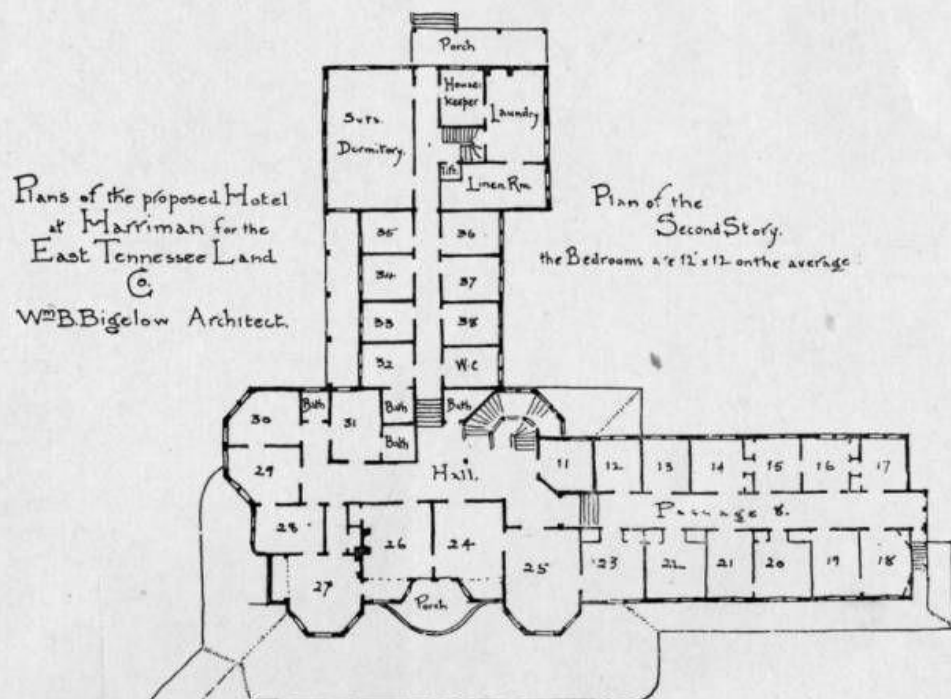 Porch
House-
keeper
Laundry
Dormitory.
Lift
Linen Rm
Plans of the proposed Hotel
at Harriman for the
East Tennessee Land
Co.
Wm B. Bigelow Architect.
Plan of the
Second Story.
the Bedrooms are 12' x 12 on the average
35
36
34
37
33
38
32
W.C
30
Bath
31
Bath
Bath
Bath
29
Hall.
11
12
13
14
15
16
17
Passage 8.
28
26
24
25
23
22
21
20
19
18
27
Porch